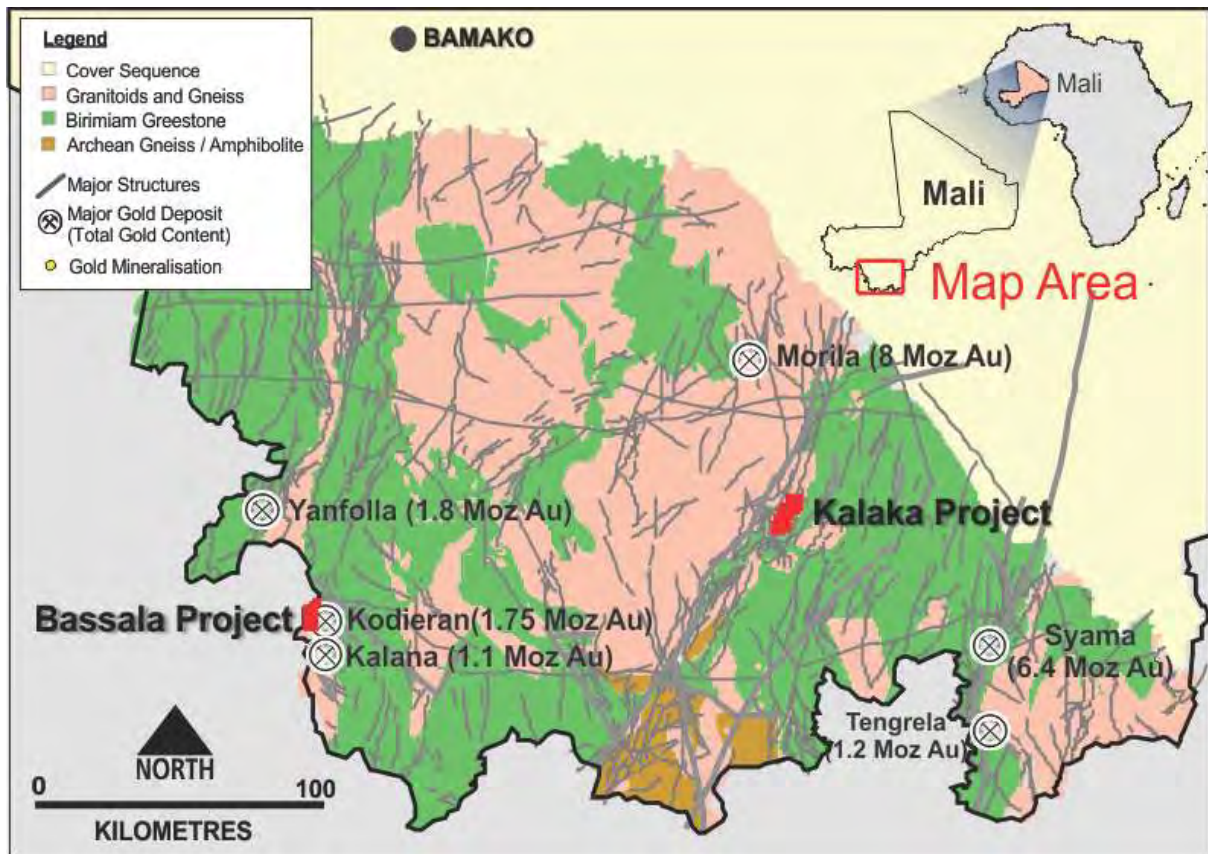 Legend
Cover Sequence
Granitoids and Gneiss
Birimiam Greestone
Archean Gneiss / Amphibolite
Major Structures
Major Gold Deposit
(Total Gold Content)
Gold Mineralisation
BAMAKO
Mali
Mali
Map Area
Morila (8 Moz Au)
Kalaka Project
Yanfolla (1.8 Moz Au)
Bassala Project
Kodieran(1.75 Moz Au)
Kalana (1.1 Moz Au)
Syama
(6.4 Moz Au)
Tengrela
(1.2 Moz Au)
NORTH
0 100
KILOMETRES